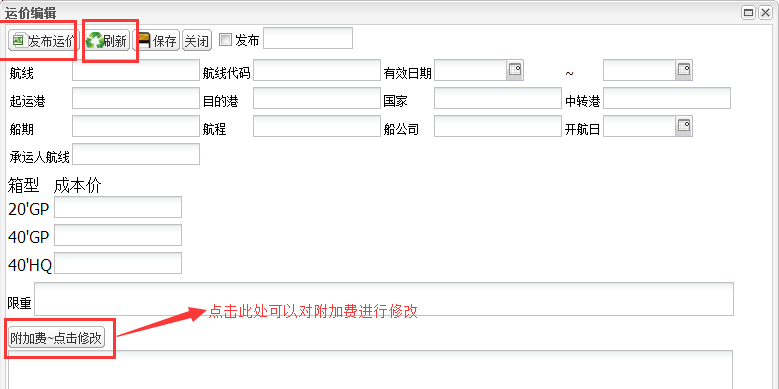 运价编辑
发布运价 刷新 保存 关闭 发布
航线 航线代码 有效日期 ~
起运港 目的港 国家 中转港
船期 航程 船公司 开航日
承运人航线
箱型 成本价
20'GP
40'GP
40'HQ
限重
点击此处可以对附加费进行修改
附加费~点击修改